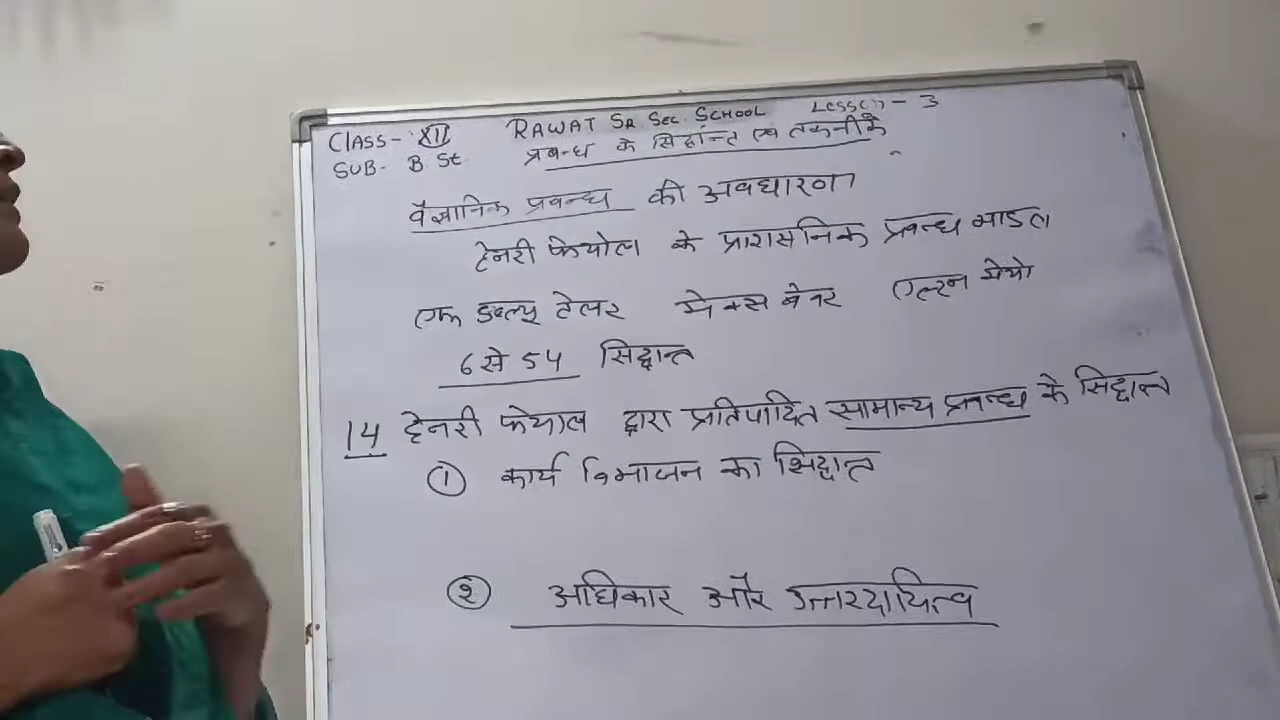 CLASS- XII RAWAT SR SEC. SCHOOL Lesson - 3
SUB- B St. प्रबन्ध के सिद्धांन्त एवं तकनीके
वैज्ञानिक प्रबन्ध की अवधारणा
हेनरी फेयोल के प्रशासनिक प्रबन्ध माडल
एफ डब्ल्यू टेलर मेक्स बेबर एल्टन मेयो
6 से 54 सिद्धान्त
14 हेनरी फेयोल द्वारा प्रतिपादित सामान्य प्रबन्ध के सिद्दान्त
① कार्य विभाजन का सिद्दान्त
② अधिकार और उत्तरदायित्व